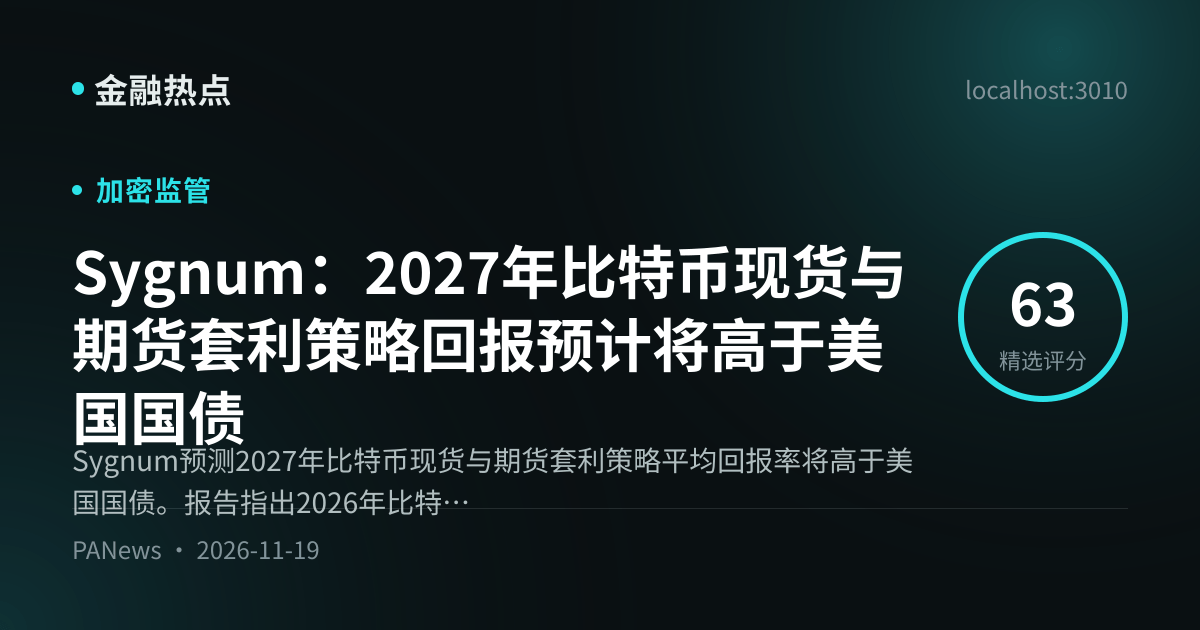 金融热点
localhost:3010
加密监管
Sygnum：2027年比特币现货与
期货套利策略回报预计将高于美
国国债
63
精选评分
Sygnum预测2027年比特币现货与期货套利策略平均回报率将高于美
国国债。报告指出2026年比特…
PANews • 2026-11-19